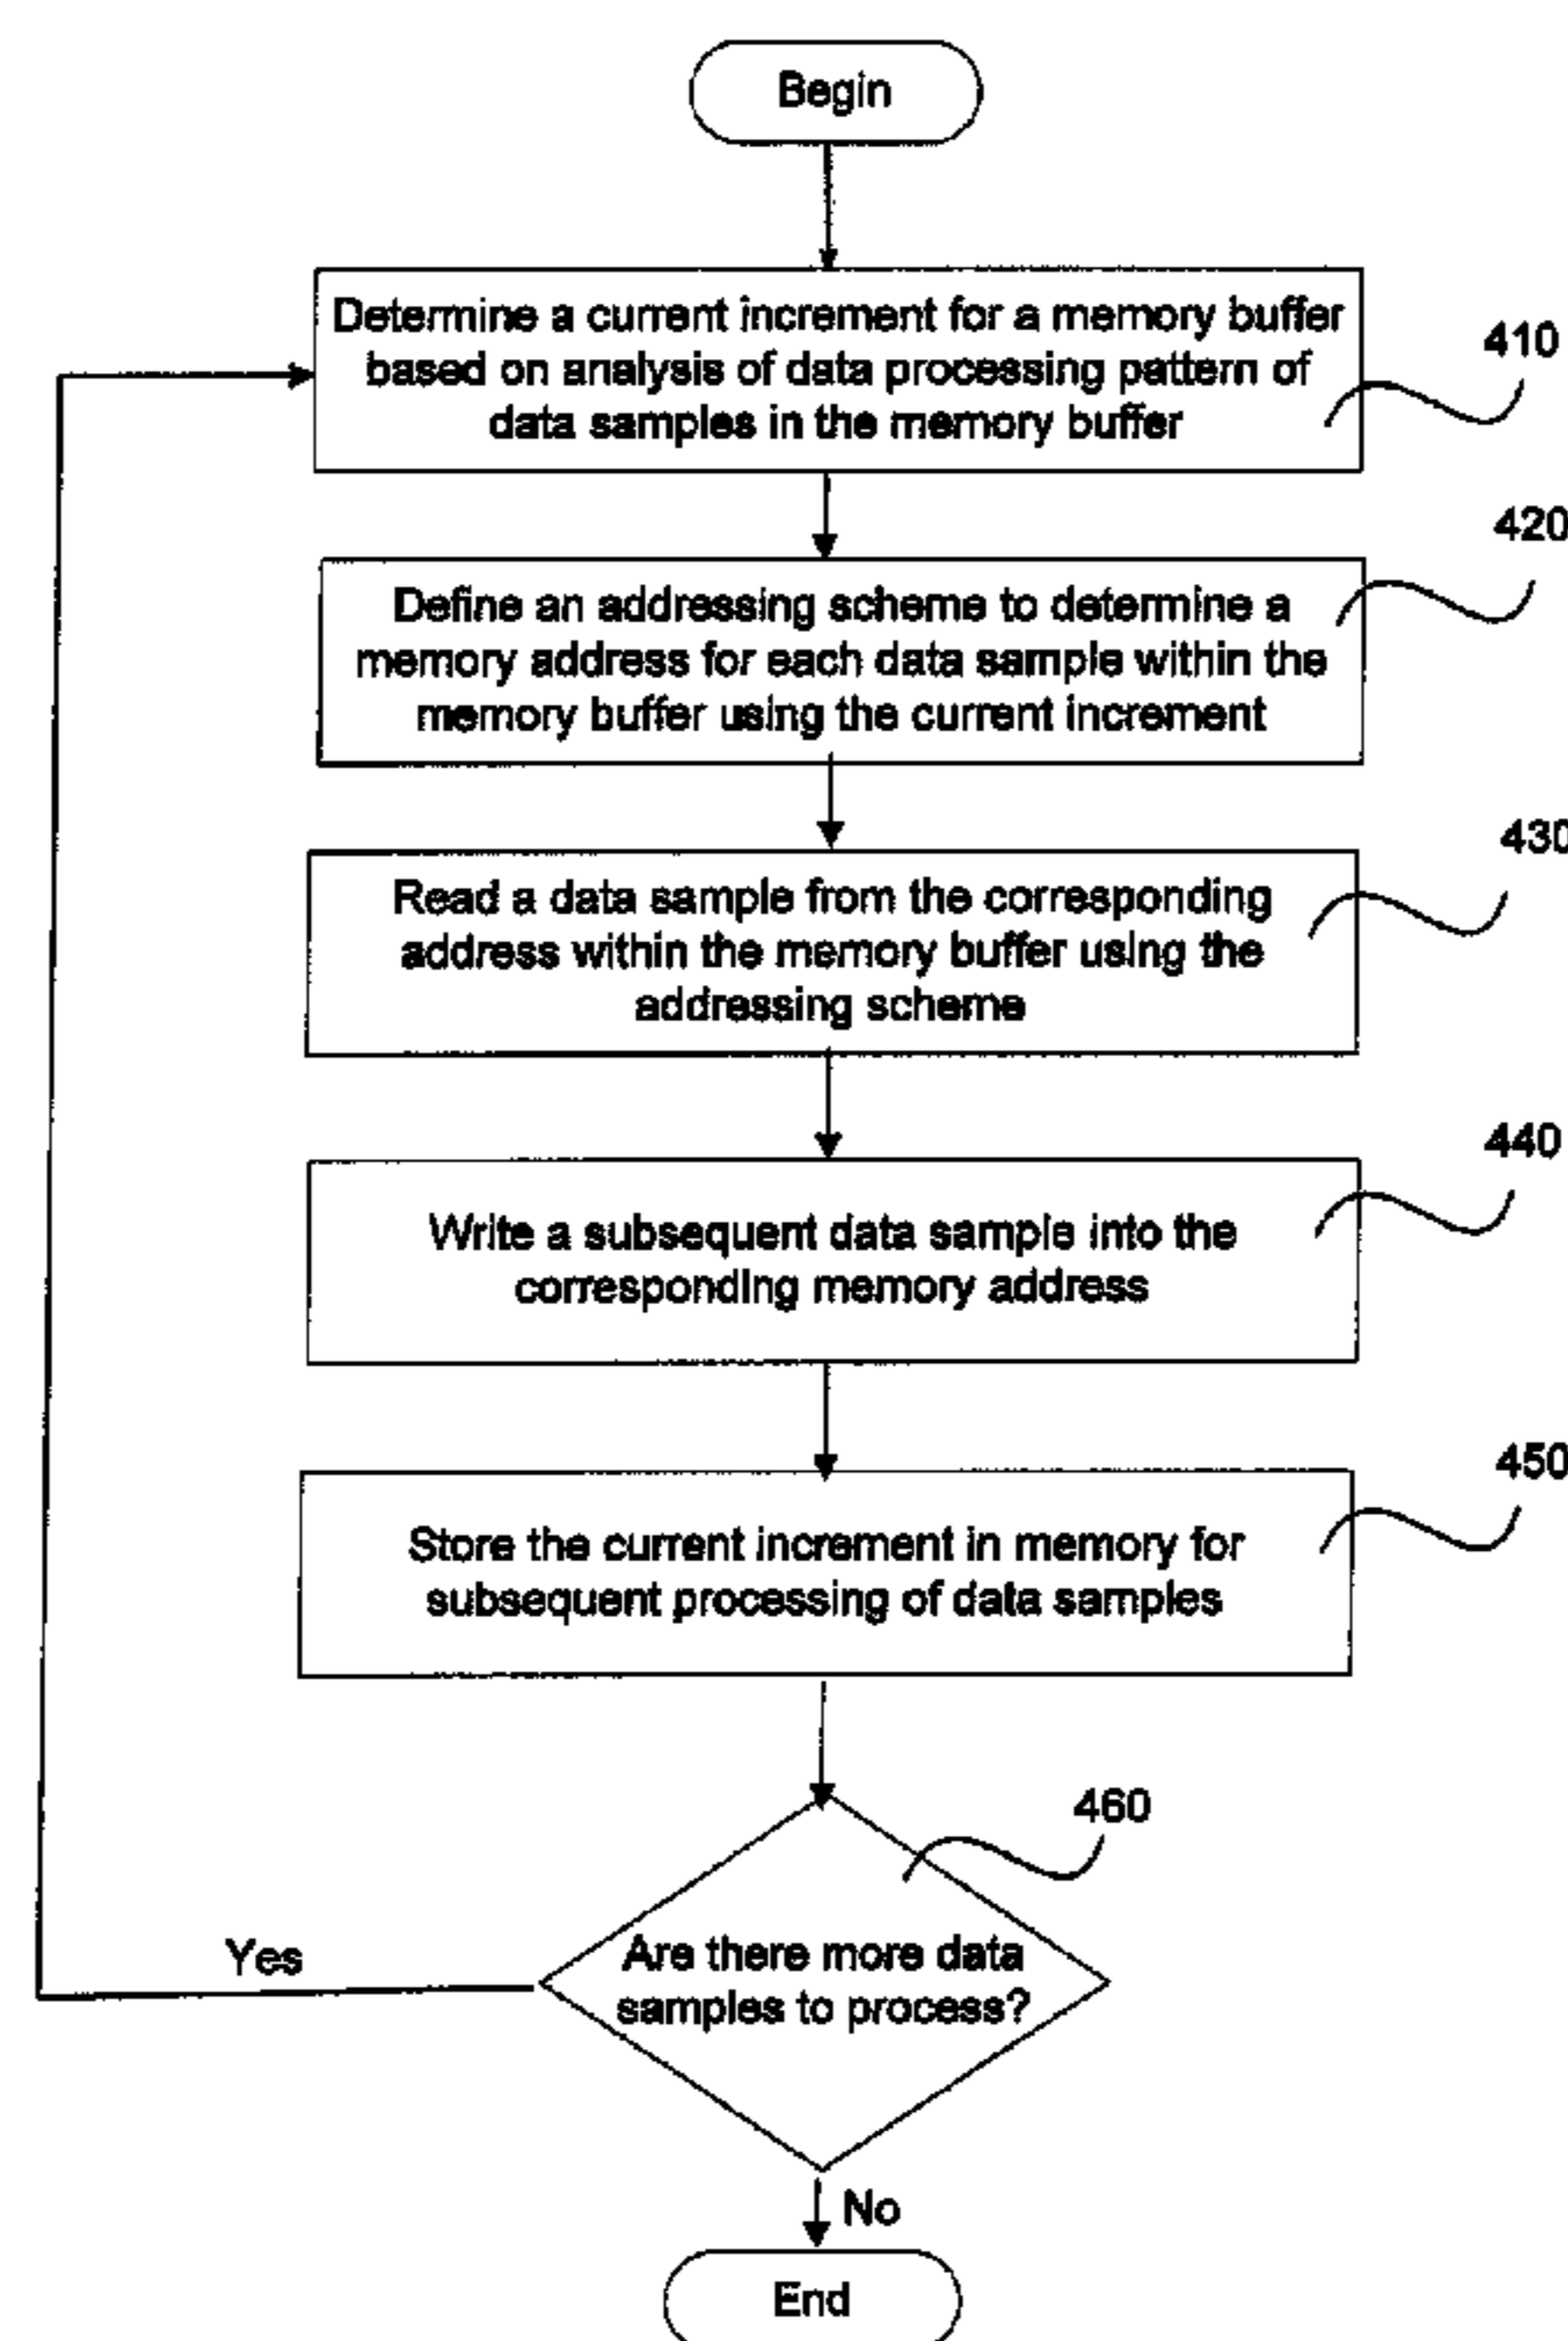 Begin
Determine a current increment for a memory buffer
based on analysis of data processing pattern of
data samples in the memory buffer
410
Define an addressing scheme to determine a
memory address for each data sample within the
memory buffer using the current increment
420
Read a data sample from the corresponding
address within the memory buffer using the
addressing scheme
430
Write a subsequent data sample into the
corresponding memory address
440
Store the current increment in memory for
subsequent processing of data samples
450
460
Are there more data
samples to process?
Yes
No
End